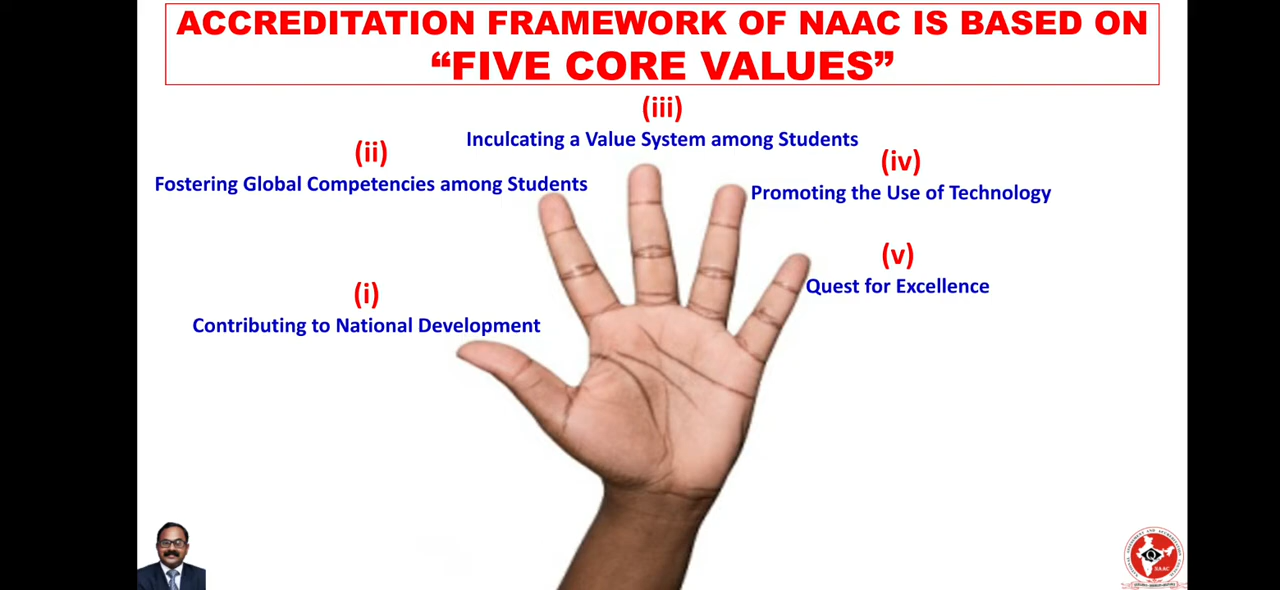 ACCREDITATION FRAMEWORK OF NAAC IS BASED ON
“FIVE CORE VALUES”
(iii)
Inculcating a Value System among Students
(ii)
Fostering Global Competencies among Students
(iv)
Promoting the Use of Technology
(v)
Quest for Excellence
(i)
Contributing to National Development
NAAC